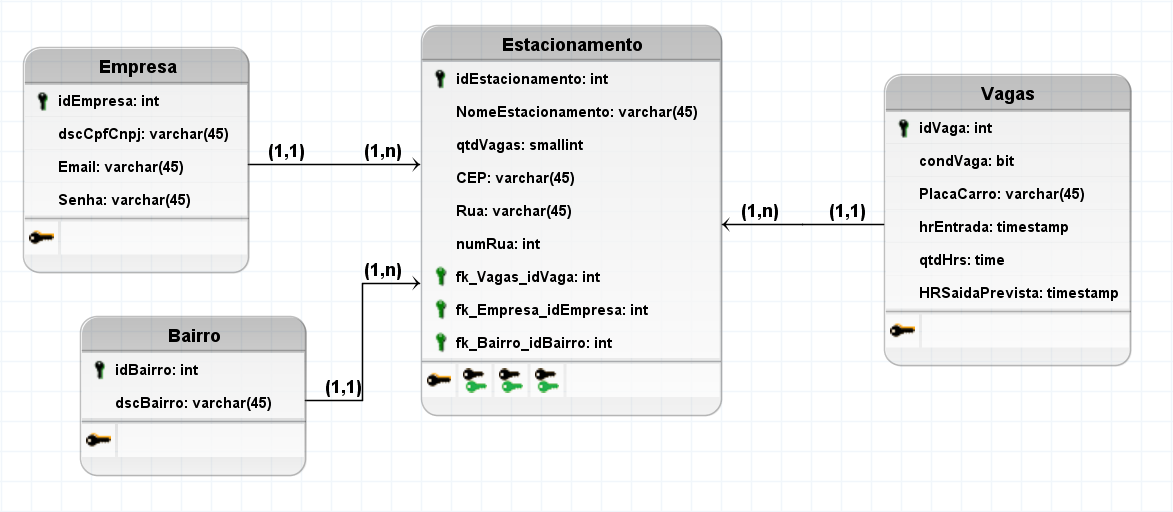 Empresa
idEmpresa: int
dscCpfCnpj: varchar(45)
Email: varchar(45)
Senha: varchar(45)
(1,1)
(1,n)
Bairro
idBairro: int
dscBairro: varchar(45)
(1,1)
(1,n)
Estacionamento
idEstacionamento: int
NomeEstacionamento: varchar(45)
qtdVagas: smallint
CEP: varchar(45)
Rua: varchar(45)
numRua: int
fk_Vagas_idVaga: int
fk_Empresa_idEmpresa: int
fk_Bairro_idBairro: int
(1,n)
(1,1)
Vagas
idVaga: int
condVaga: bit
PlacaCarro: varchar(45)
hrEntrada: timestamp
qtdHrs: time
HRSaidaPrevista: timestamp